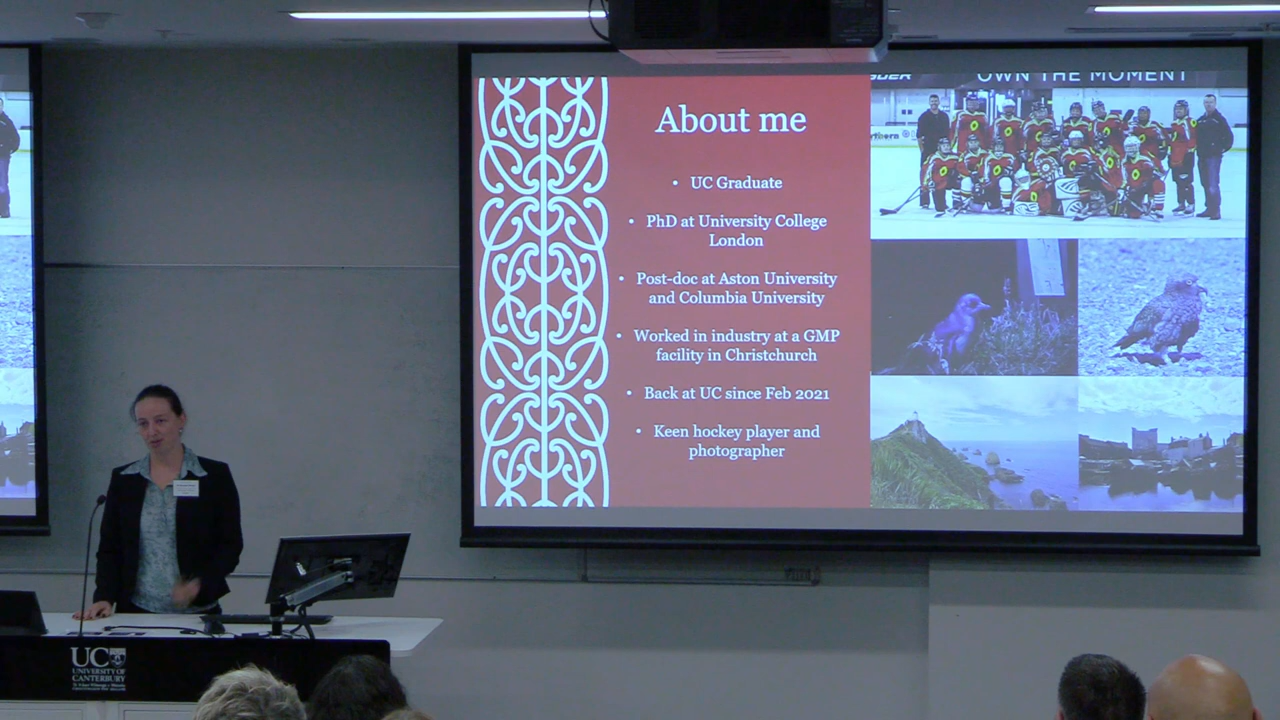 OWN THE MOMENT
About me
• UC Graduate
• PhD at University College
London
• Post-doc at Aston University
and Columbia University
• Worked in industry at a GMP
facility in Christchurch
• Back at UC since Feb 2021
• Keen hockey player and
photographer
UC
UNIVERSITY OF
CANTERBURY